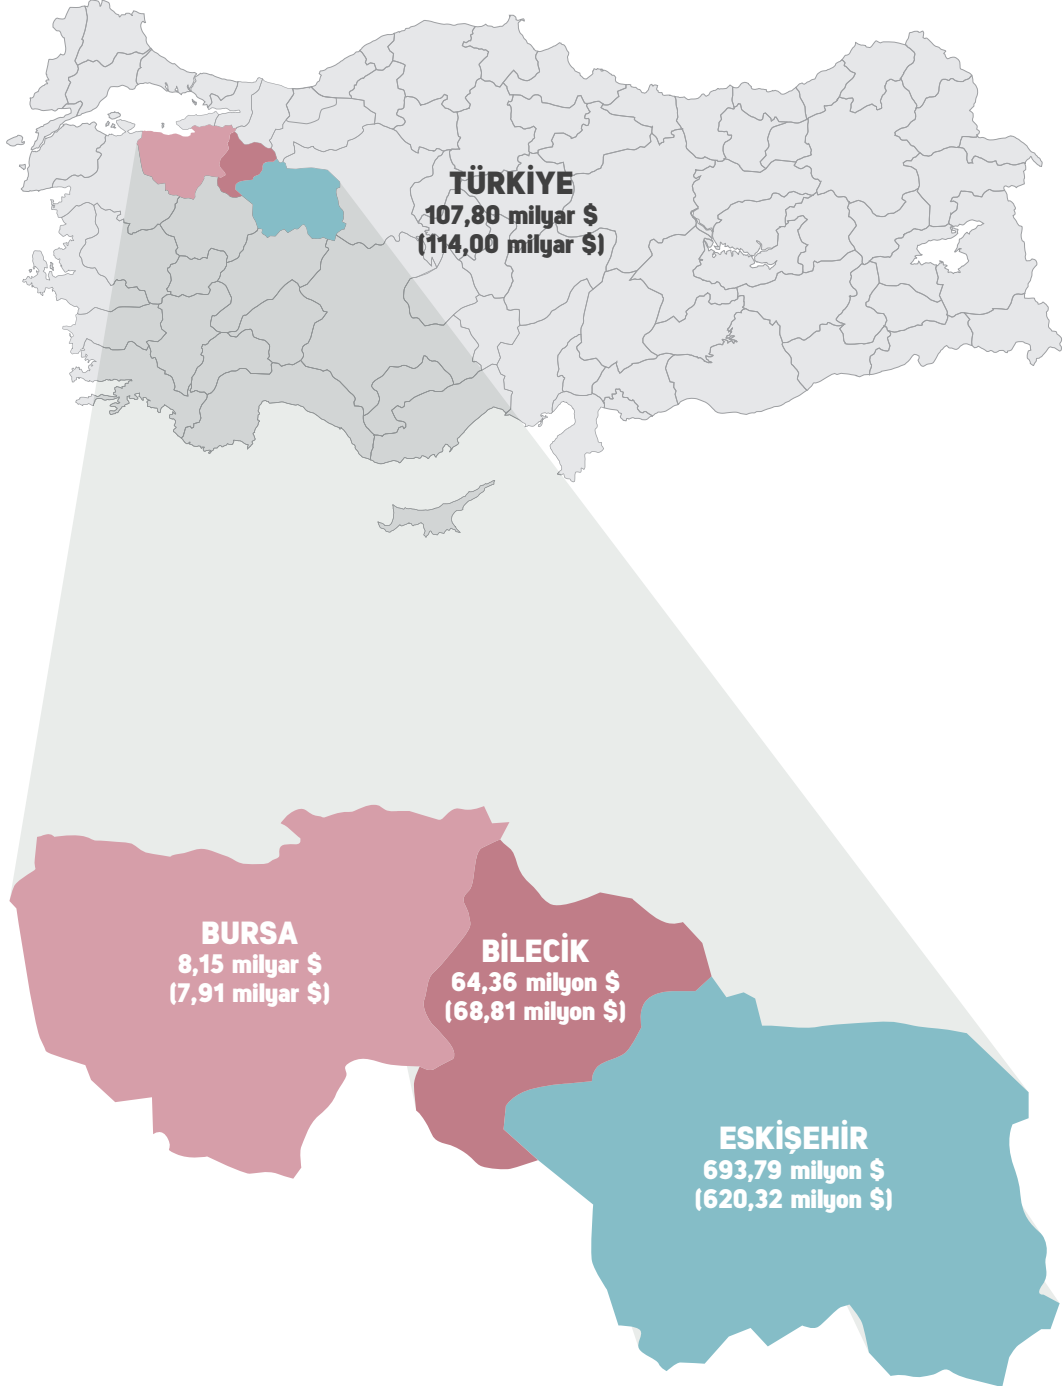 TÜRKİYE
107,80 milyar $
(114,00 milyar $)
BURSA
8,15 milyar $
(7,91 milyar $)
BİLECİK
64,36 milyon $
(68,81 milyon $)
ESKİŞEHİR
693,79 milyon $
(620,32 milyon $)